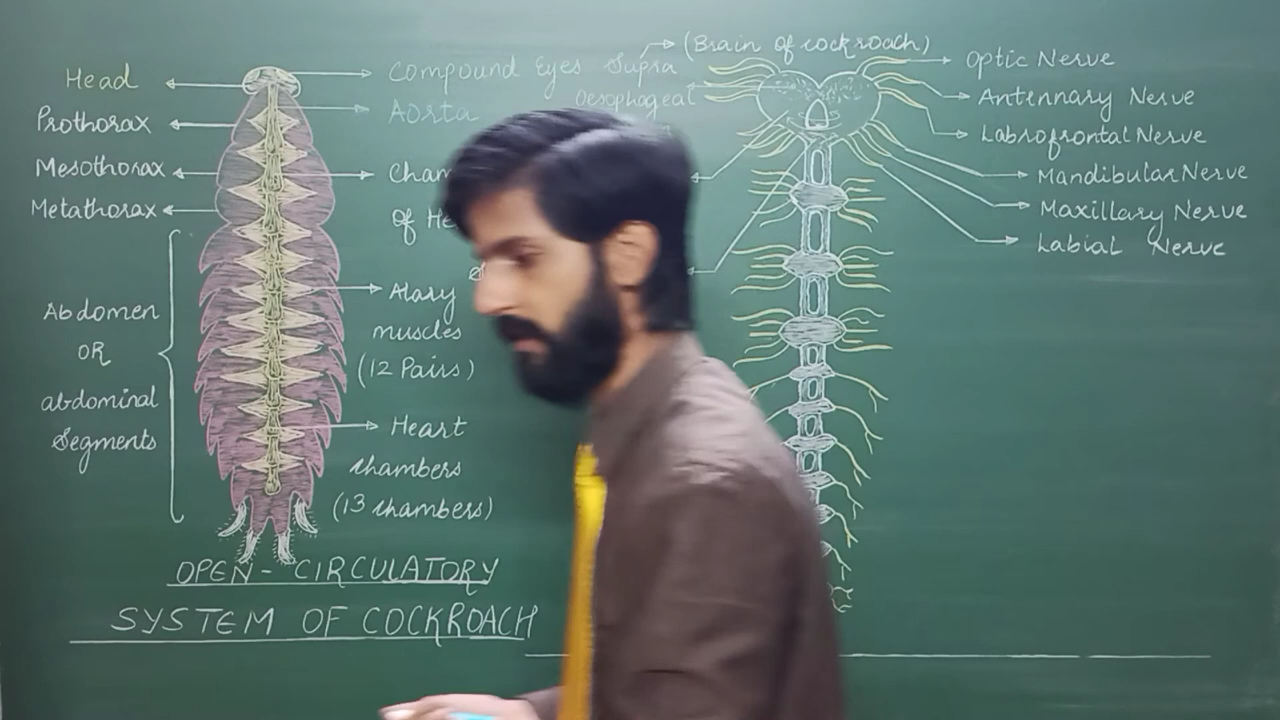 Head
Prothorax
Mesothorax
Metathorax
Abdomen
OR
abdominal
Segments
Compound Eyes
Aorta
Alary
muscles
(12 Pairs)
Heart
chambers
(13 chambers)
OPEN-CIRCULATORY
SYSTEM OF COCKROACH
(Brain of cockroach)
Supra
Oesophageal
Optic Nerve
Antennary Nerve
Labrofrontal Nerve
Mandibular Nerve
Maxillary Nerve
Labial Nerve